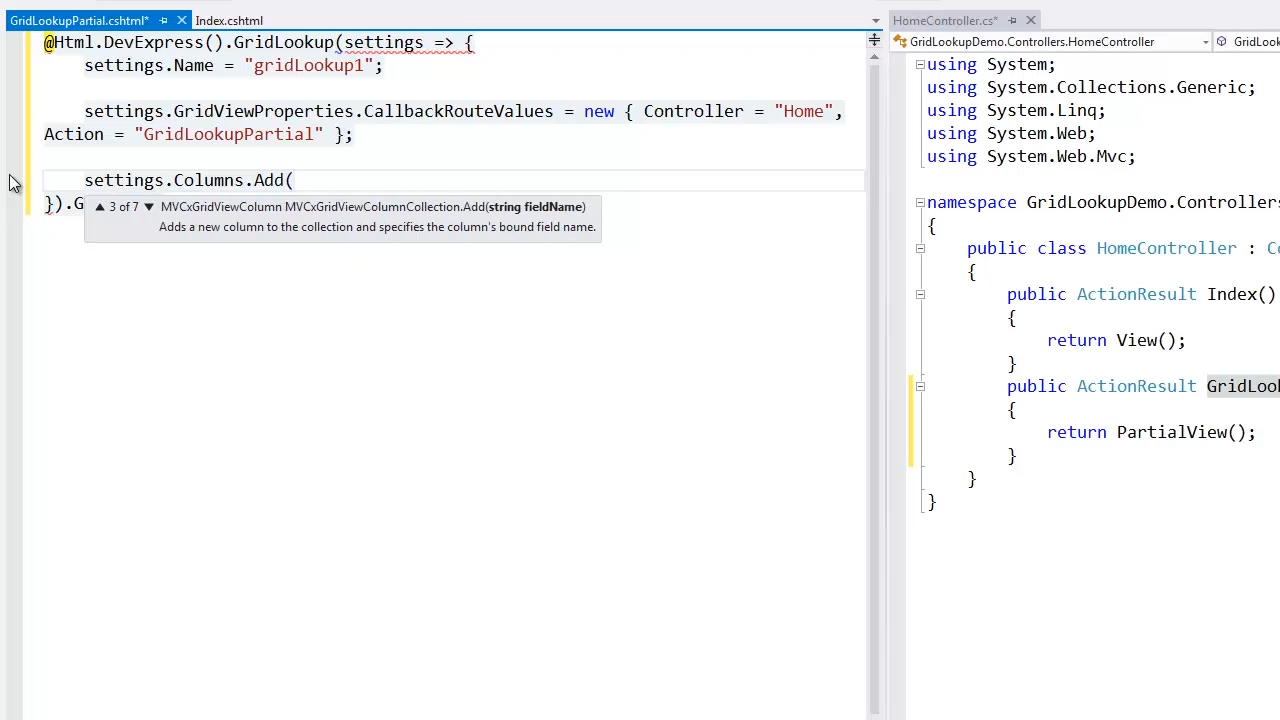 GridLookupPartial.cshtml*
Index.cshtml
@Html.DevExpress().GridLookup(settings => {
settings.Name = "gridLookup1";
settings.GridViewProperties.CallbackRouteValues = new { Controller = "Home",
Action = "GridLookupPartial" };
settings.Columns.Add(
}).G
3 of 7 MVCxGridViewColumn MVCxGridViewColumnCollection.Add(string fieldName)
Adds a new column to the collection and specifies the column's bound field name.
HomeController.cs*
GridLookupDemo.Controllers.HomeController
GridLook
using System;
using System.Collections.Generic;
using System.Linq;
using System.Web;
using System.Web.Mvc;
namespace GridLookupDemo.Controllers
{
public class HomeController : Co
{
public ActionResult Index()
{
return View();
}
public ActionResult GridLook
{
return PartialView();
}
}
}